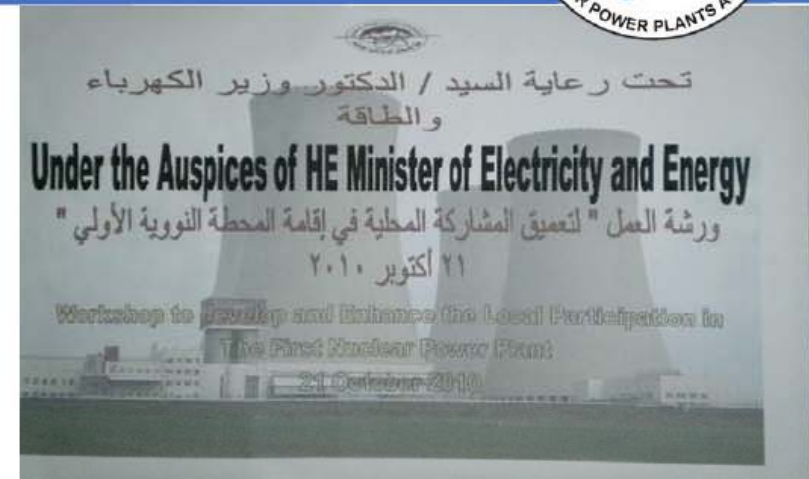 POWER PLANTS
تحت رعاية السيد / الدكتور وزير الكهرباء
والطاقة
Under the Auspices of HE Minister of Electricity and Energy
ورشة العمل " لتعميق المشاركة المحلية في إقامة المحطة النووية الأولي "
٢١ أكتوبر ٢٠١٠
Workshop to Develop and Enhance the Local Participation in
The First Nuclear Power Plant
21 October 2010